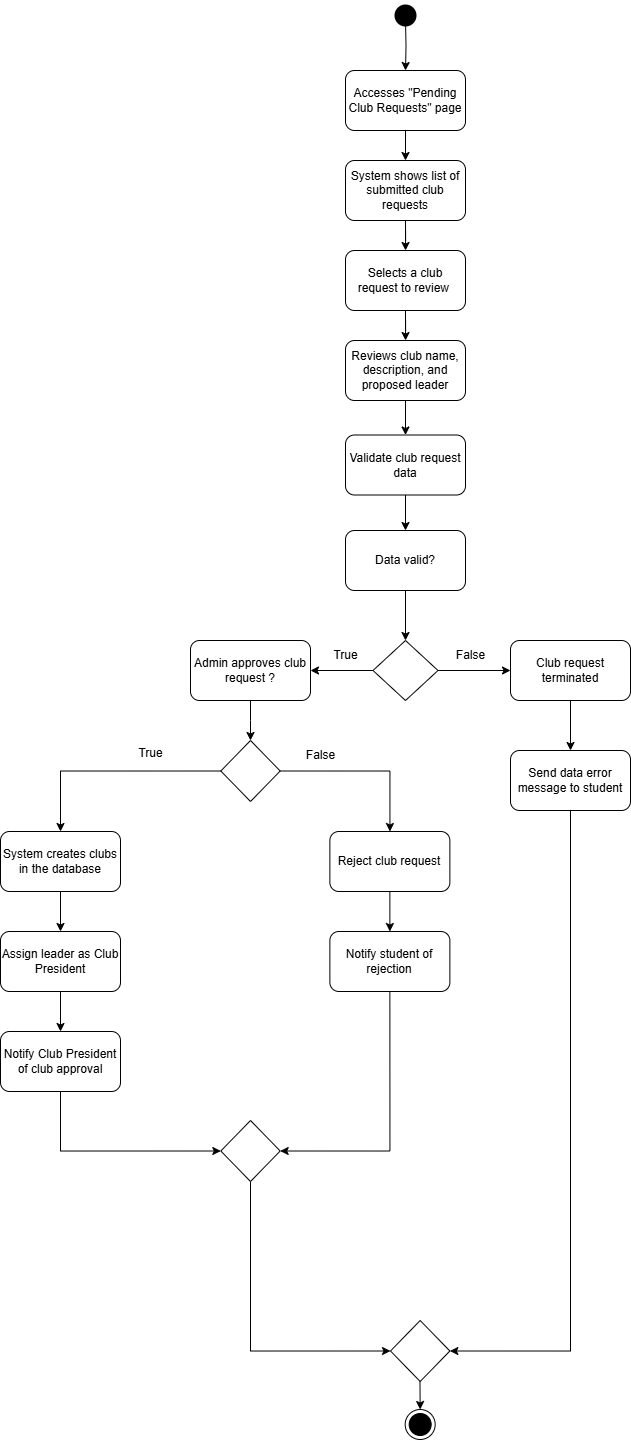 Accesses "Pending
Club Requests" page
System shows list of
submitted club
requests
Selects a club
request to review
Reviews club name,
description, and
proposed leader
Validate club request
data
Data valid?
True
False
Admin approves club
request ?
Club request
terminated
True
False
Send data error
message to student
System creates clubs
in the database
Reject club request
Assign leader as Club
President
Notify student of
rejection
Notify Club President
of club approval